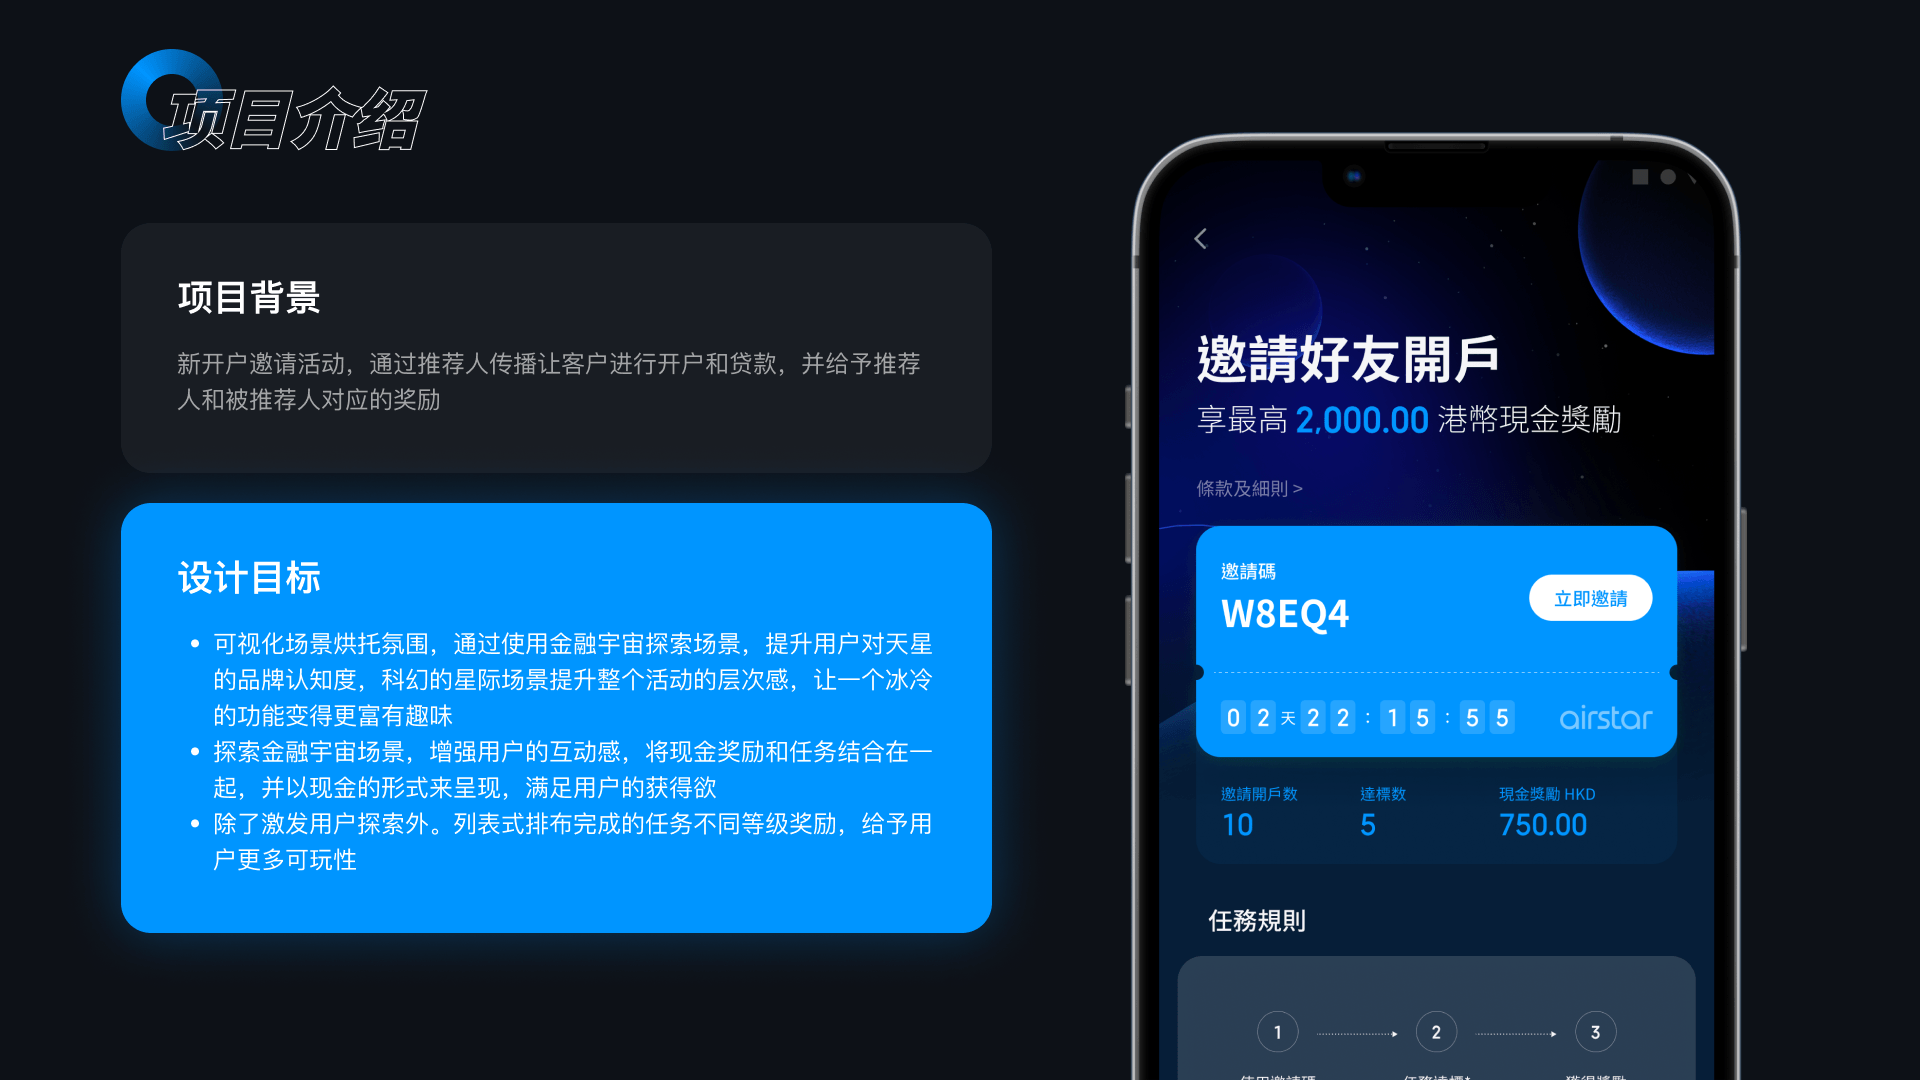 项目介绍
项目背景
新开户邀请活动，通过推荐人传播让客户进行开户和贷款，并给予推荐
人和被推荐人对应的奖励
设计目标
• 可视化场景烘托氛围，通过使用金融宇宙探索场景，提升用户对天星
的品牌认知度，科幻的星际场景提升整个活动的层次感，让一个冰冷
的功能变得更富有趣味
• 探索金融宇宙场景，增强用户的互动感，将现金奖励和任务结合在一
起，并以现金的形式来呈现，满足用户的获得欲
• 除了激发用户探索外。列表式排布完成的任务不同等级奖励，给予用
户更多可玩性
邀請好友開戶
享最高 2,000.00 港幣現金獎勵
條款及細則 >
邀請碼
W8EQ4
立即邀請
02天22:15:55
airstar
邀請開戶数 達標数 現金獎勵 HKD
10 5 750.00
任務規則
1 2 3